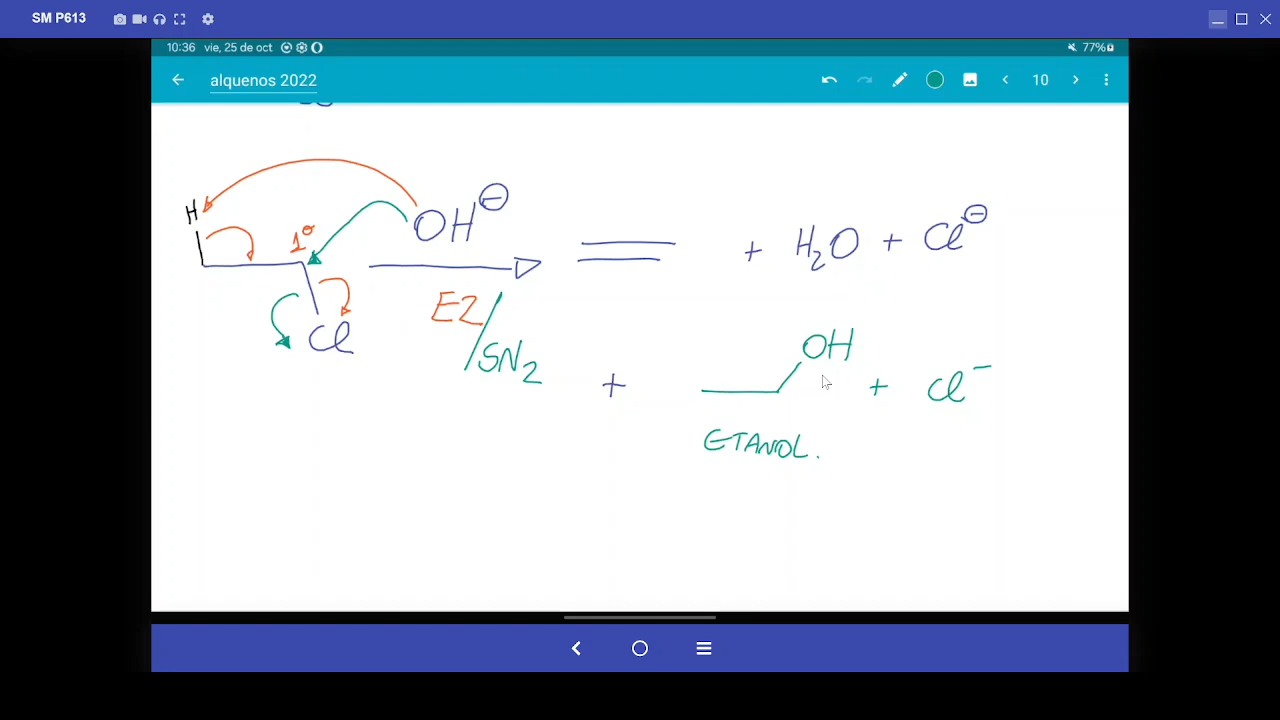 SM P613
10:36 vie, 25 de oct 77%
alquenos 2022 10
H 1º OH⊖ + H₂O + Cl⊖
E2/SN₂
Cl
+ OH + Cl⁻
ETANOL.